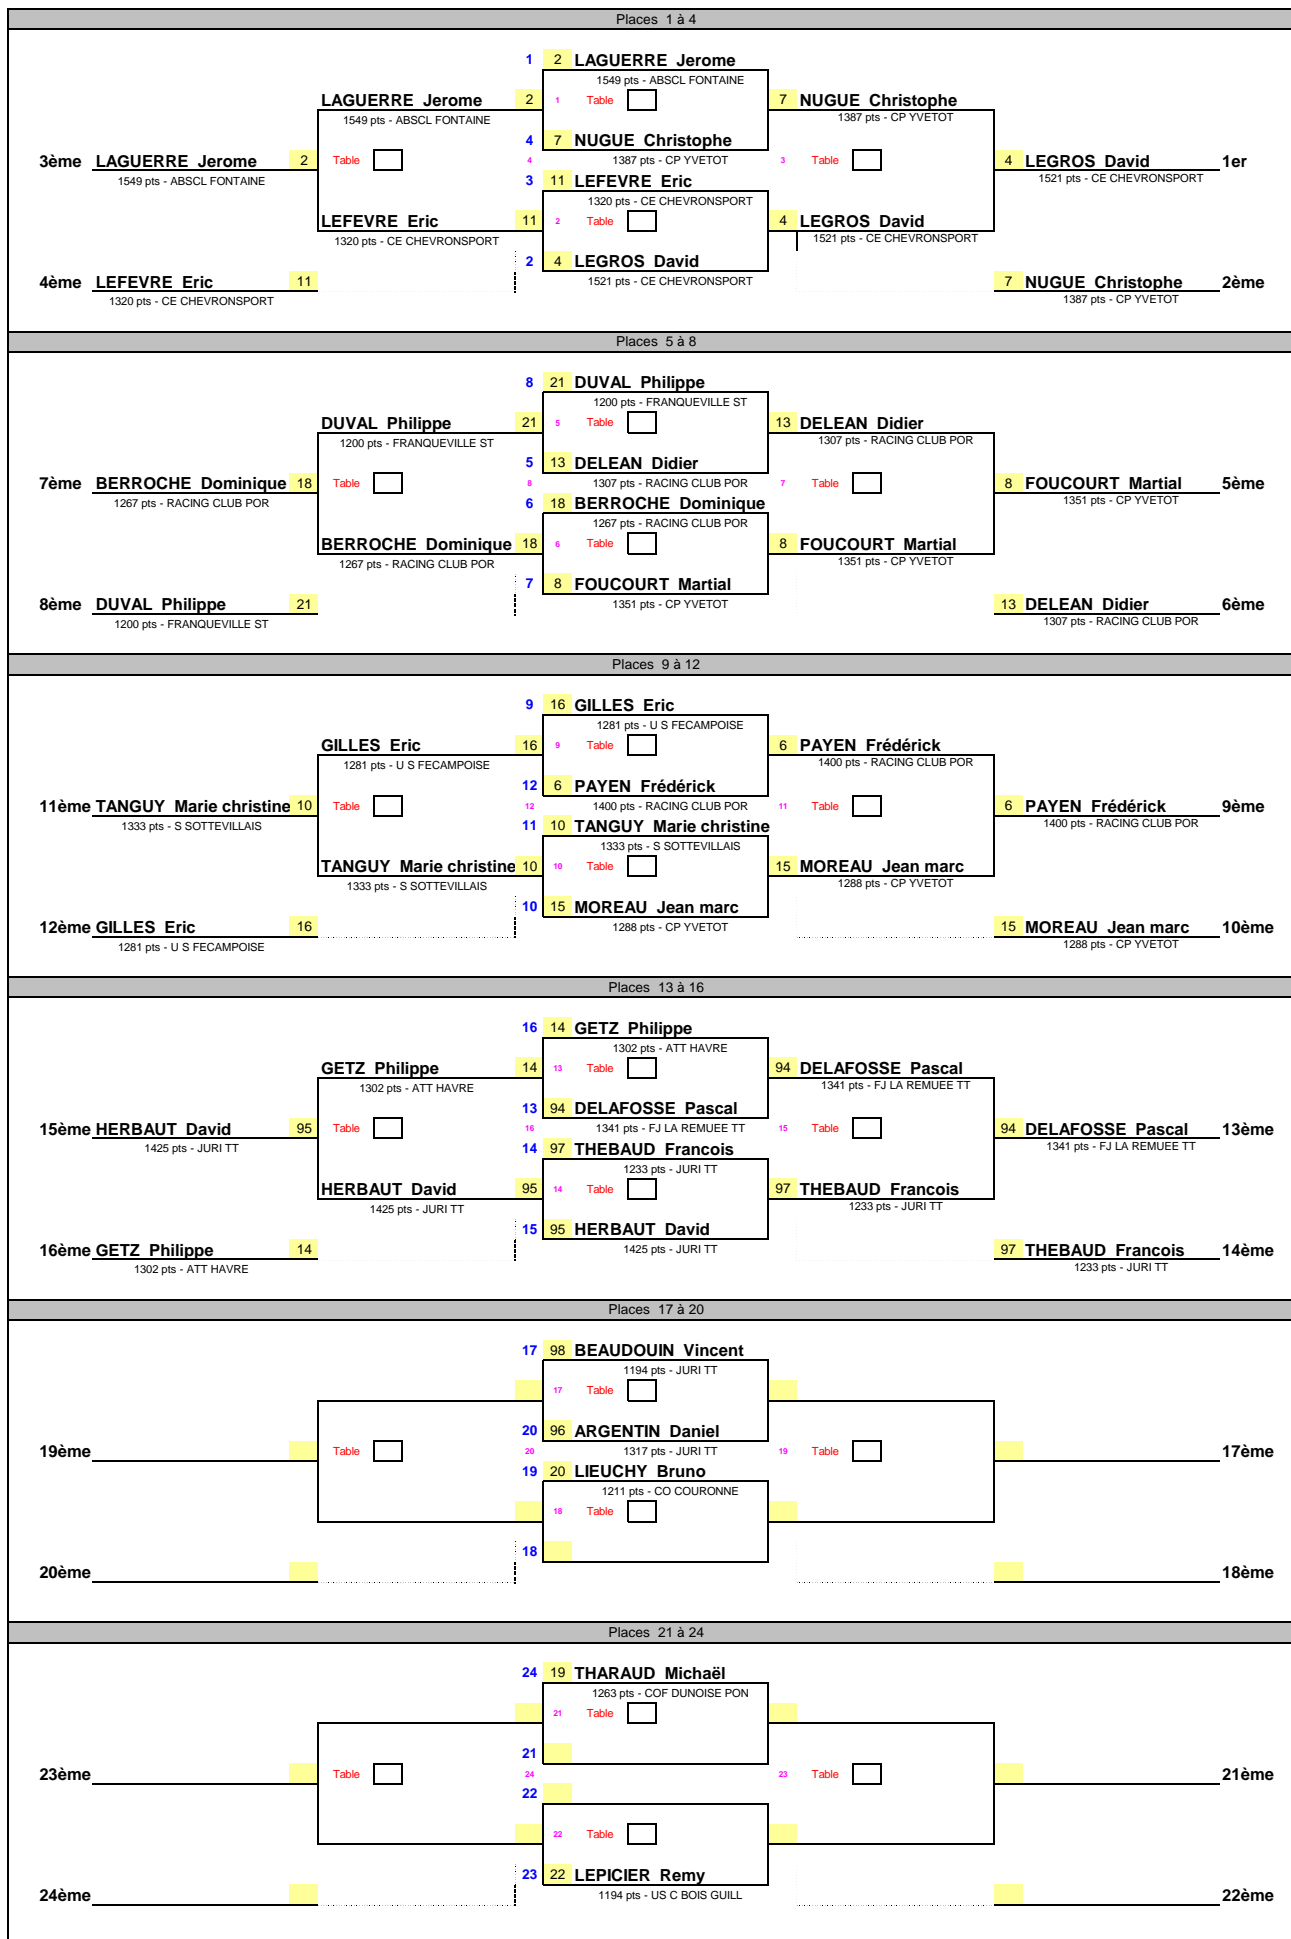 Places 1 à 4
1 2 LAGUERRE Jerome
1549 pts - ABSCL FONTAINE
LAGUERRE Jerome 2 1 Table 7 NUGUE Christophe
1549 pts - ABSCL FONTAINE 1387 pts - CP YVETOT
4 7 NUGUE Christophe
3ème LAGUERRE Jerome 2 Table 4 1387 pts - CP YVETOT 3 Table 4 LEGROS David 1er
1549 pts - ABSCL FONTAINE 3 11 LEFEVRE Eric 1521 pts - CE CHEVRONSPORT
1320 pts - CE CHEVRONSPORT
LEFEVRE Eric 11 2 Table 4 LEGROS David
1320 pts - CE CHEVRONSPORT 1521 pts - CE CHEVRONSPORT
2 4 LEGROS David
4ème LEFEVRE Eric 11 1521 pts - CE CHEVRONSPORT 7 NUGUE Christophe 2ème
1320 pts - CE CHEVRONSPORT 1387 pts - CP YVETOT
Places 5 à 8
8 21 DUVAL Philippe
1200 pts - FRANQUEVILLE ST
DUVAL Philippe 21 5 Table 13 DELEAN Didier
1200 pts - FRANQUEVILLE ST 1307 pts - RACING CLUB POR
5 13 DELEAN Didier
7ème BERROCHE Dominique 18 Table 8 1307 pts - RACING CLUB POR 7 Table 8 FOUCOURT Martial 5ème
1267 pts - RACING CLUB POR 6 18 BERROCHE Dominique 1351 pts - CP YVETOT
1267 pts - RACING CLUB POR
BERROCHE Dominique 18 6 Table 8 FOUCOURT Martial
1267 pts - RACING CLUB POR 1351 pts - CP YVETOT
7 8 FOUCOURT Martial
8ème DUVAL Philippe 21 1351 pts - CP YVETOT 13 DELEAN Didier 6ème
1200 pts - FRANQUEVILLE ST 1307 pts - RACING CLUB POR
Places 9 à 12
9 16 GILLES Eric
1281 pts - U S FECAMPOISE
GILLES Eric 16 9 Table 6 PAYEN Frédérick
1281 pts - U S FECAMPOISE 1400 pts - RACING CLUB POR
12 6 PAYEN Frédérick
11ème TANGUY Marie christine 10 Table 12 1400 pts - RACING CLUB POR 11 Table 6 PAYEN Frédérick 9ème
1333 pts - S SOTTEVILLAIS 11 10 TANGUY Marie christine 1400 pts - RACING CLUB POR
1333 pts - S SOTTEVILLAIS
TANGUY Marie christine 10 10 Table 15 MOREAU Jean marc
1333 pts - S SOTTEVILLAIS 1288 pts - CP YVETOT
10 15 MOREAU Jean marc
12ème GILLES Eric 16 1288 pts - CP YVETOT 15 MOREAU Jean marc 10ème
1281 pts - U S FECAMPOISE 1288 pts - CP YVETOT
Places 13 à 16
16 14 GETZ Philippe
1302 pts - ATT HAVRE
GETZ Philippe 14 13 Table 94 DELAFOSSE Pascal
1302 pts - ATT HAVRE 1341 pts - FJ LA REMUEE TT
13 94 DELAFOSSE Pascal
15ème HERBAUT David 95 Table 16 1341 pts - FJ LA REMUEE TT 15 Table 94 DELAFOSSE Pascal 13ème
1425 pts - JURI TT 14 97 THEBAUD Francois 1341 pts - FJ LA REMUEE TT
1233 pts - JURI TT
HERBAUT David 95 14 Table 97 THEBAUD Francois
1425 pts - JURI TT 1233 pts - JURI TT
15 95 HERBAUT David
16ème GETZ Philippe 14 1425 pts - JURI TT 97 THEBAUD Francois 14ème
1302 pts - ATT HAVRE 1233 pts - JURI TT
Places 17 à 20
17 98 BEAUDOUIN Vincent
1194 pts - JURI TT
17 Table
20 96 ARGENTIN Daniel
19ème Table 20 1317 pts - JURI TT 19 Table 17ème
19 20 LIEUCHY Bruno
1211 pts - CO COURONNE
18 Table
18
20ème 18ème
Places 21 à 24
24 19 THARAUD Michaël
1263 pts - COF DUNOISE PON
21 Table
21
23ème Table 24 23 Table 21ème
22
22 Table
23 22 LEPICIER Remy
24ème 1194 pts - US C BOIS GUILL 22ème